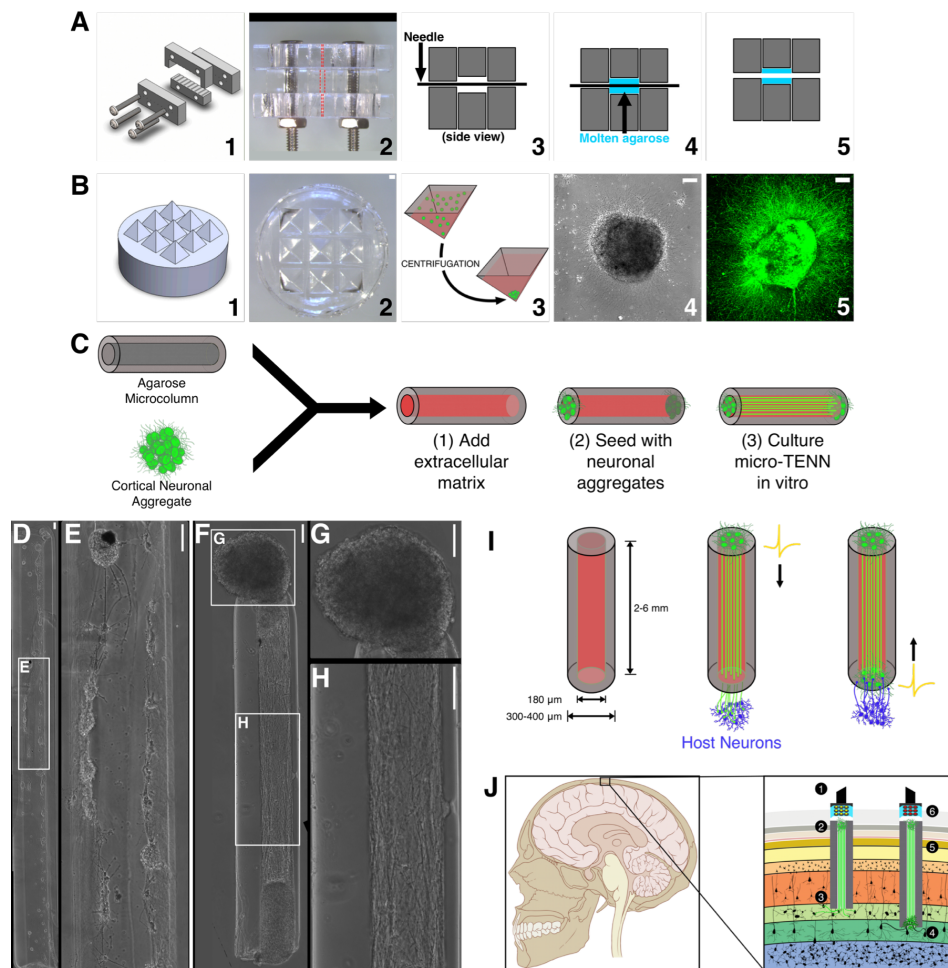 A
1
2
Needle
(side view)
3
Molten agarose
4
5
B
1
2
CENTRIFUGATION
3
4
5
C
Agarose
Microcolumn
Cortical Neuronal
Aggregate
(1) Add
extracellular
matrix
(2) Seed with
neuronal
aggregates
(3) Culture
micro-TENN
in vitro
D
E
E
F
G
H
G
H
I
2-6 mm
180 µm
300-400 µm
Host Neurons
J
1
2
3
6
5
4